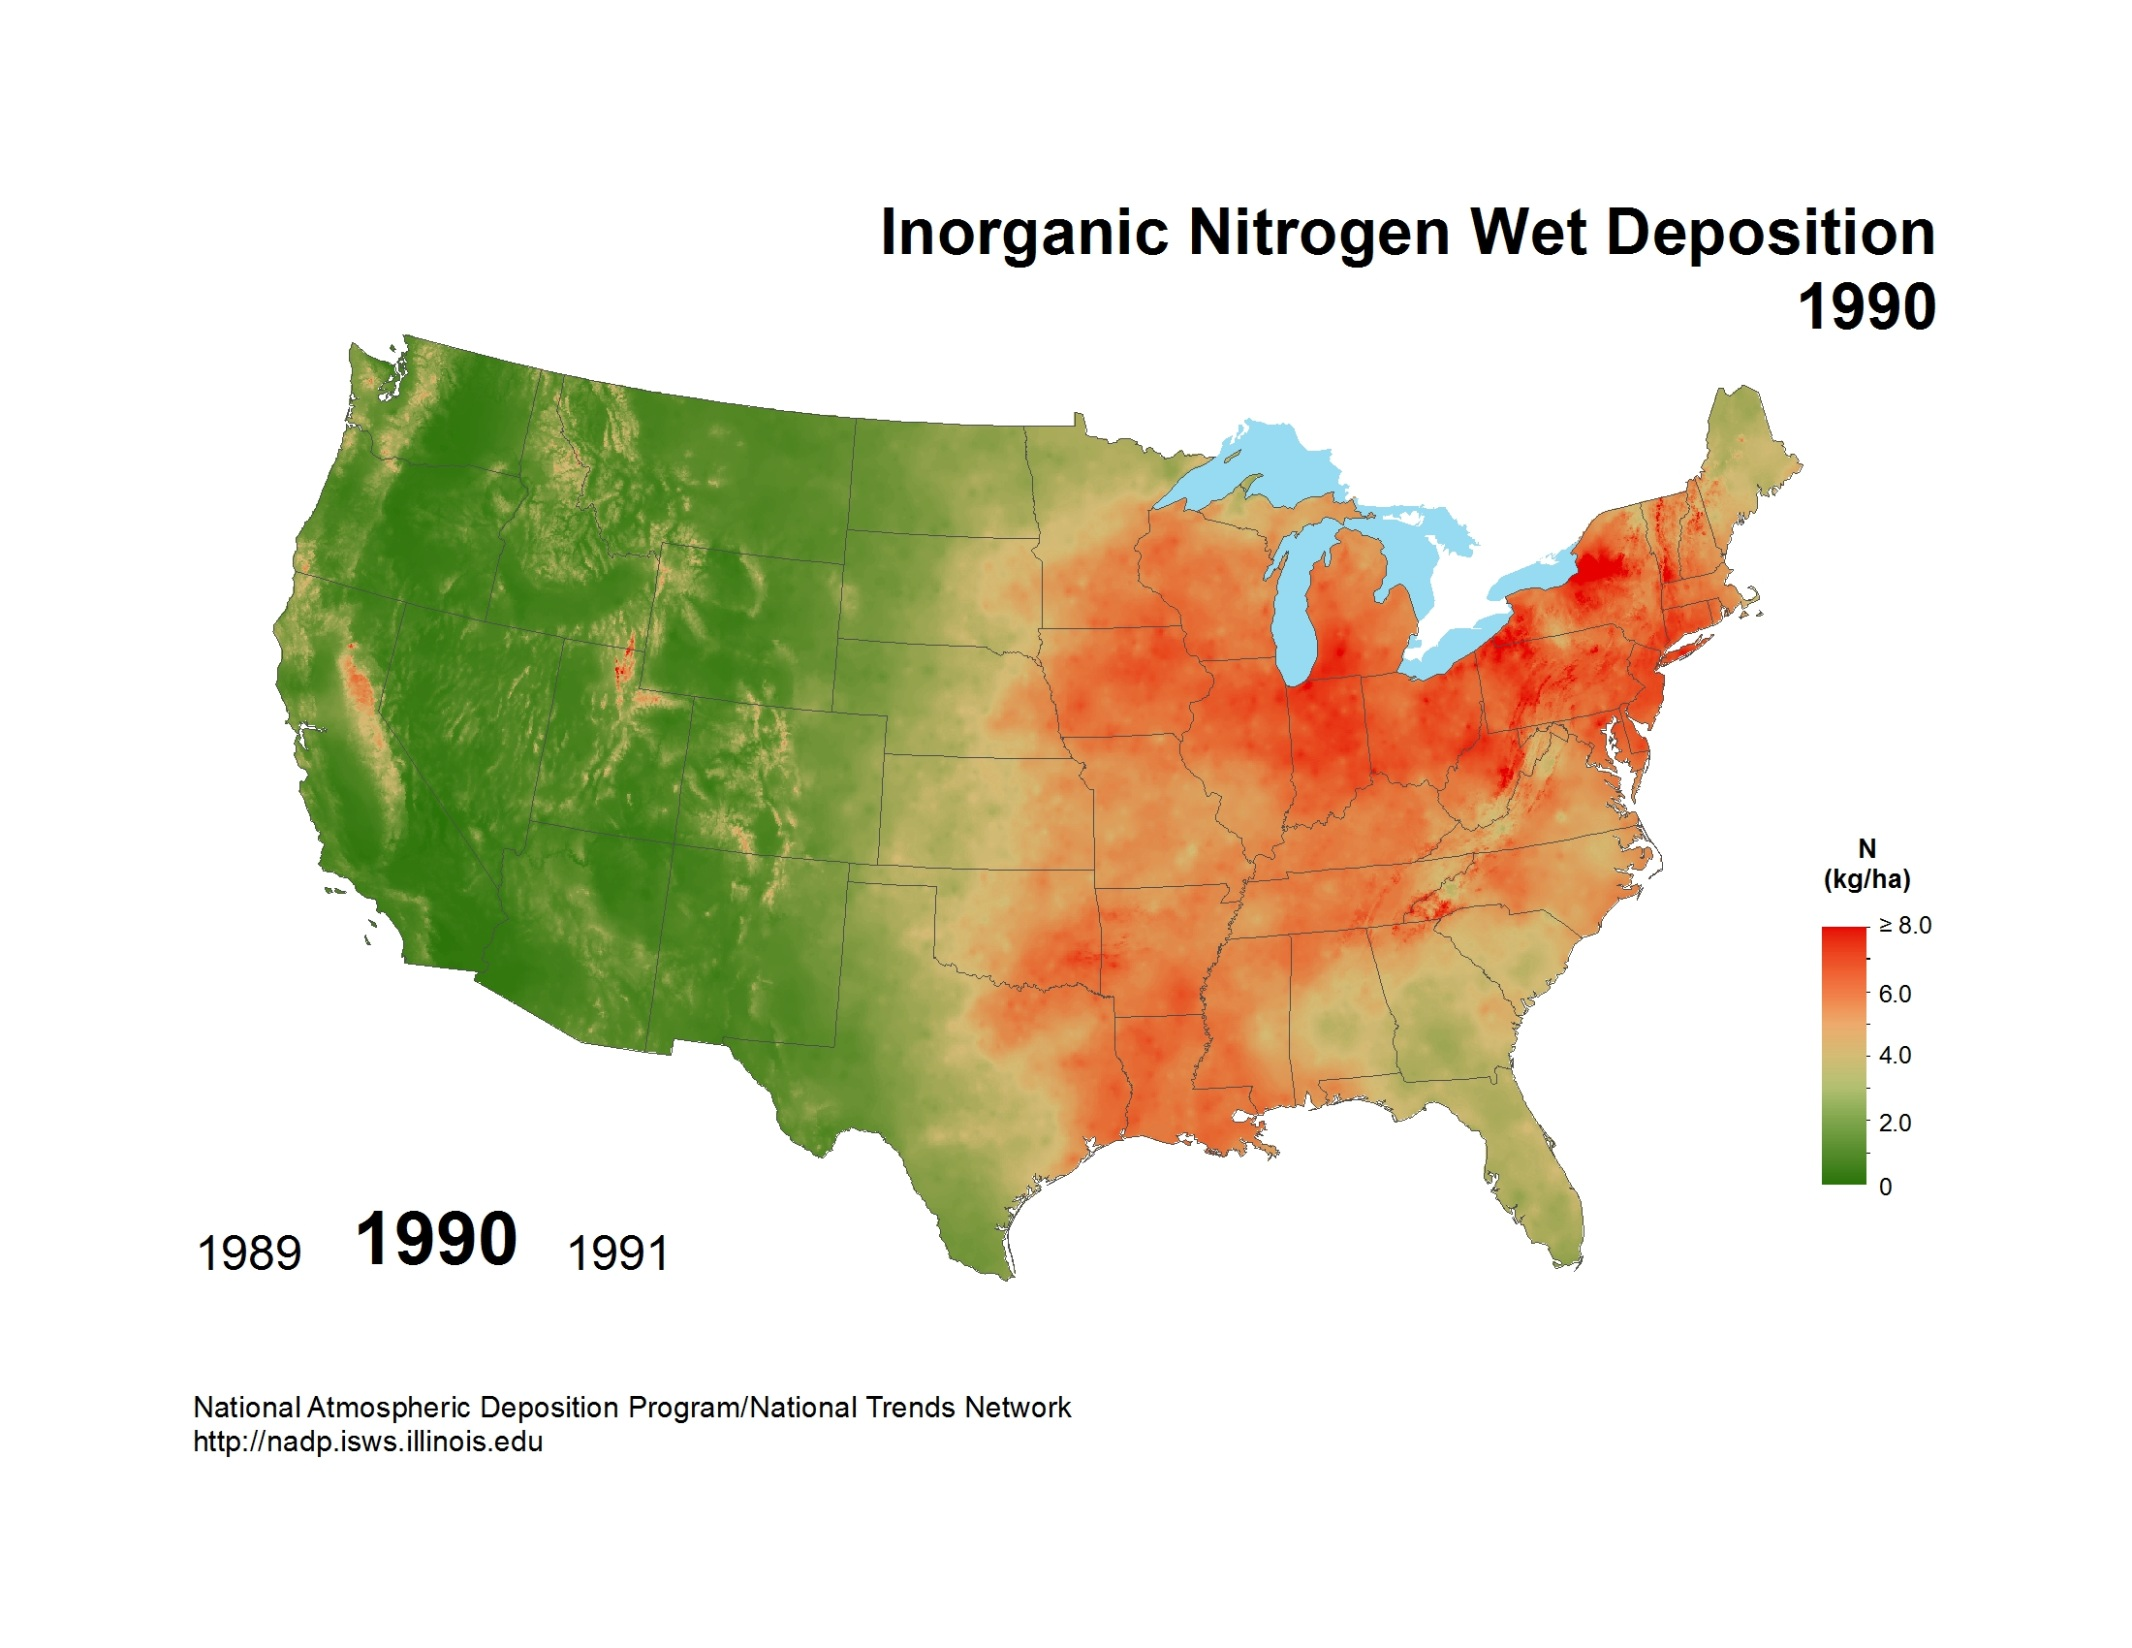 Inorganic Nitrogen Wet Deposition
1990
N
(kg/ha)
≥ 8.0
6.0
4.0
2.0
0
1989 1990 1991
National Atmospheric Deposition Program/National Trends Network
http://nadp.isws.illinois.edu